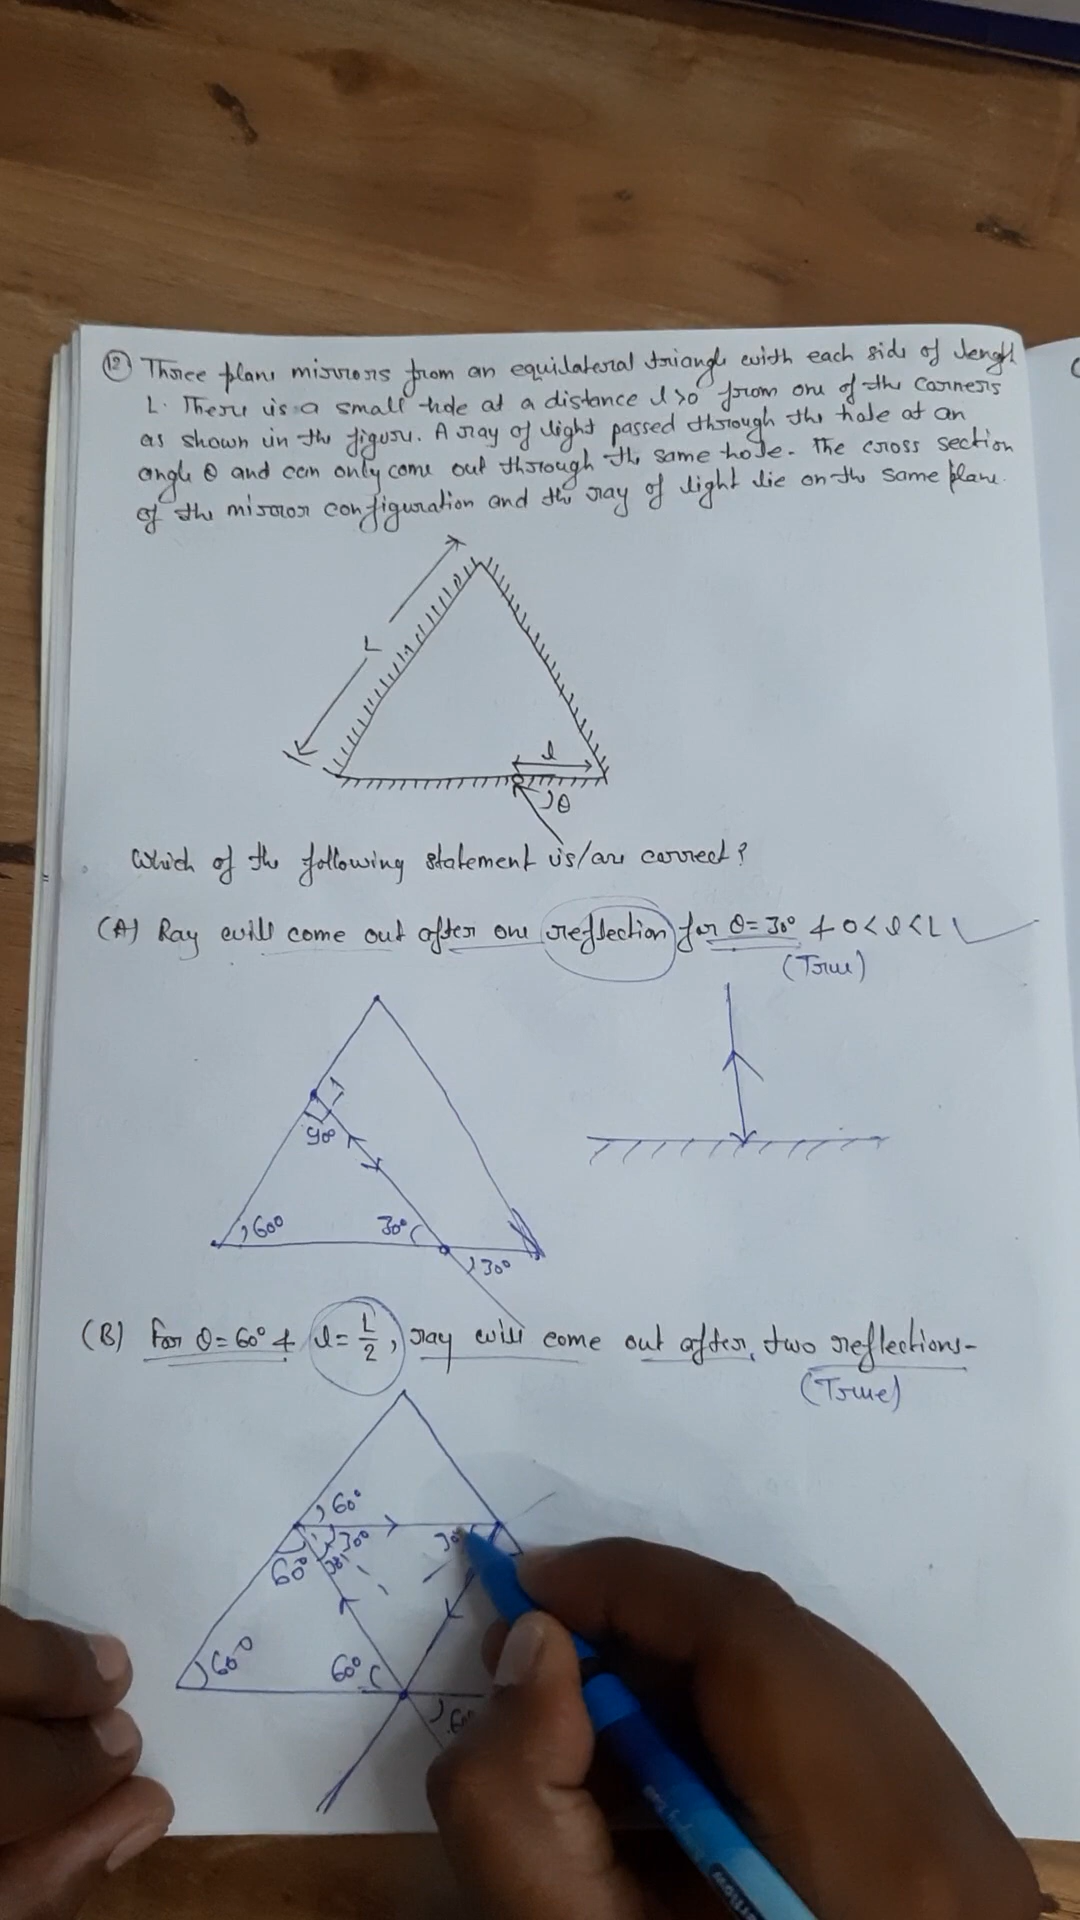 12 Three plane mirrors from an equilateral triangle with each side of length
L. There is a small hole at a distance l>0 from one of the corners
as shown in the figure. A ray of light passed through the hole at an
angle θ and can only come out through the same hole. The cross section
of the mirror configuration and the ray of light lie on the same plane.
L
l
θ
Which of the following statement is/are correct?
(A) Ray will come out after one reflection for θ=30° & 0<l<L
(True)
90°
60° 30°
30°
(B) For θ=60° & l=L/2, ray will come out after, two reflections-
(True)
60°
30°
60° 30°
60° 60°